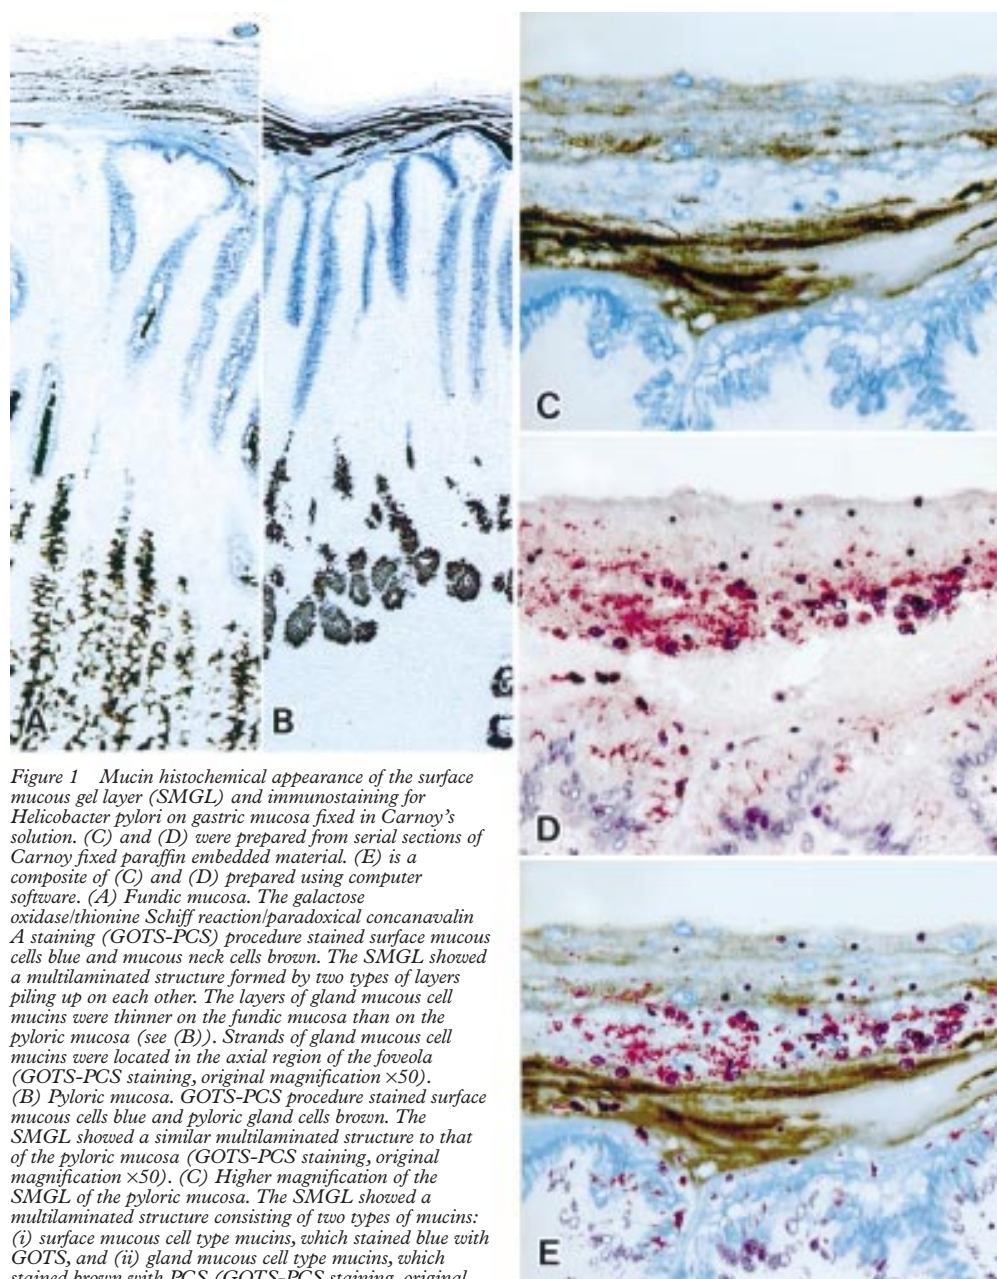 A
B
C
D
E
Figure 1 Mucin histochemical appearance of the surface
mucous gel layer (SMGL) and immunostaining for
Helicobacter pylori on gastric mucosa fixed in Carnoy's
solution. (C) and (D) were prepared from serial sections of
Carnoy fixed paraffin embedded material. (E) is a
composite of (C) and (D) prepared using computer
software. (A) Fundic mucosa. The galactose
oxidase/thionine Schiff reaction/paradoxical concanavalin
A staining (GOTS-PCS) procedure stained surface mucous
cells blue and mucous neck cells brown. The SMGL showed
a multilaminated structure formed by two types of layers
piling up on each other. The layers of gland mucous cell
mucins were thinner on the fundic mucosa than on the
pyloric mucosa (see (B)). Strands of gland mucous cell
mucins were located in the axial region of the foveola
(GOTS-PCS staining, original magnification ×50).
(B) Pyloric mucosa. GOTS-PCS procedure stained surface
mucous cells blue and pyloric gland cells brown. The
SMGL showed a similar multilaminated structure to that
of the pyloric mucosa (GOTS-PCS staining, original
magnification ×50). (C) Higher magnification of the
SMGL of the pyloric mucosa. The SMGL showed a
multilaminated structure consisting of two types of mucins:
(i) surface mucous cell type mucins, which stained blue with
GOTS, and (ii) gland mucous cell type mucins, which
stained brown with PCS (GOTS-PCS staining, original